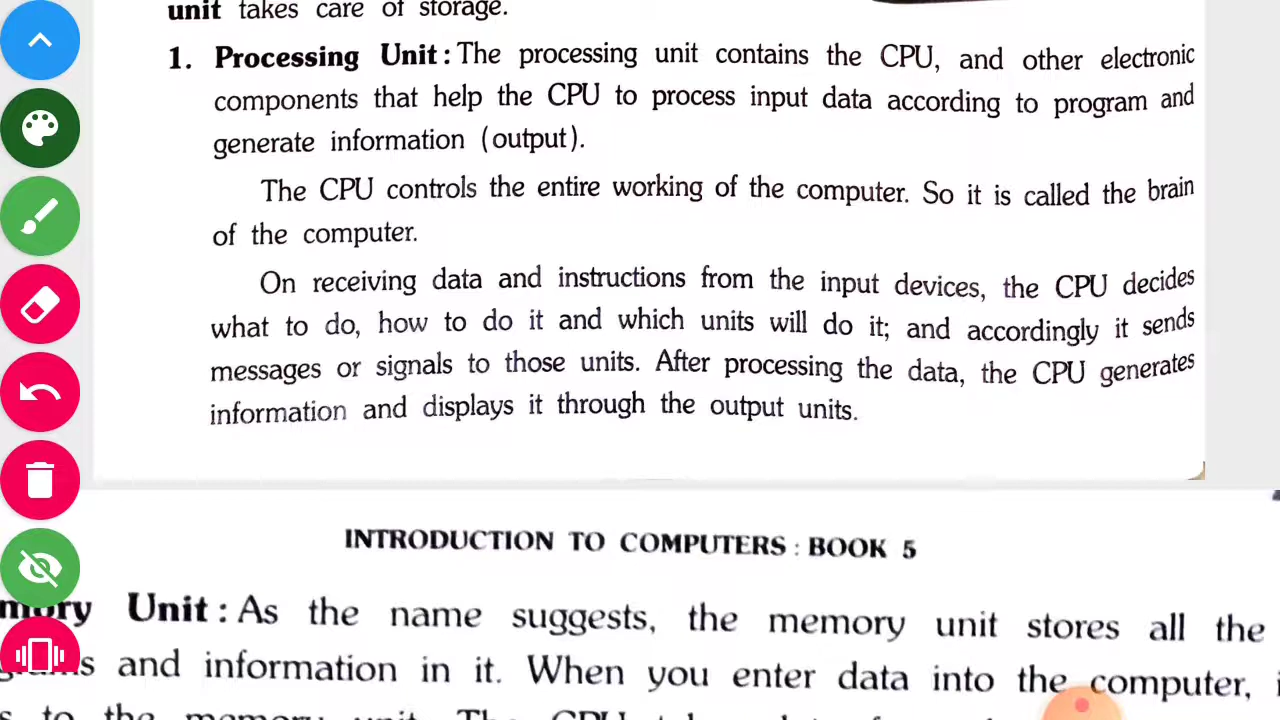 unit takes care of storage.
1. Processing Unit : The processing unit contains the CPU, and other electronic
components that help the CPU to process input data according to program and
generate information (output).
The CPU controls the entire working of the computer. So it is called the brain
of the computer.
On receiving data and instructions from the input devices, the CPU decides
what to do, how to do it and which units will do it; and accordingly it sends
messages or signals to those units. After processing the data, the CPU generates
information and displays it through the output units.
INTRODUCTION TO COMPUTERS : BOOK 5
Unit : As the name suggests, the memory unit stores all the
and information in it. When you enter data into the computer,
to the memory unit. The CPU